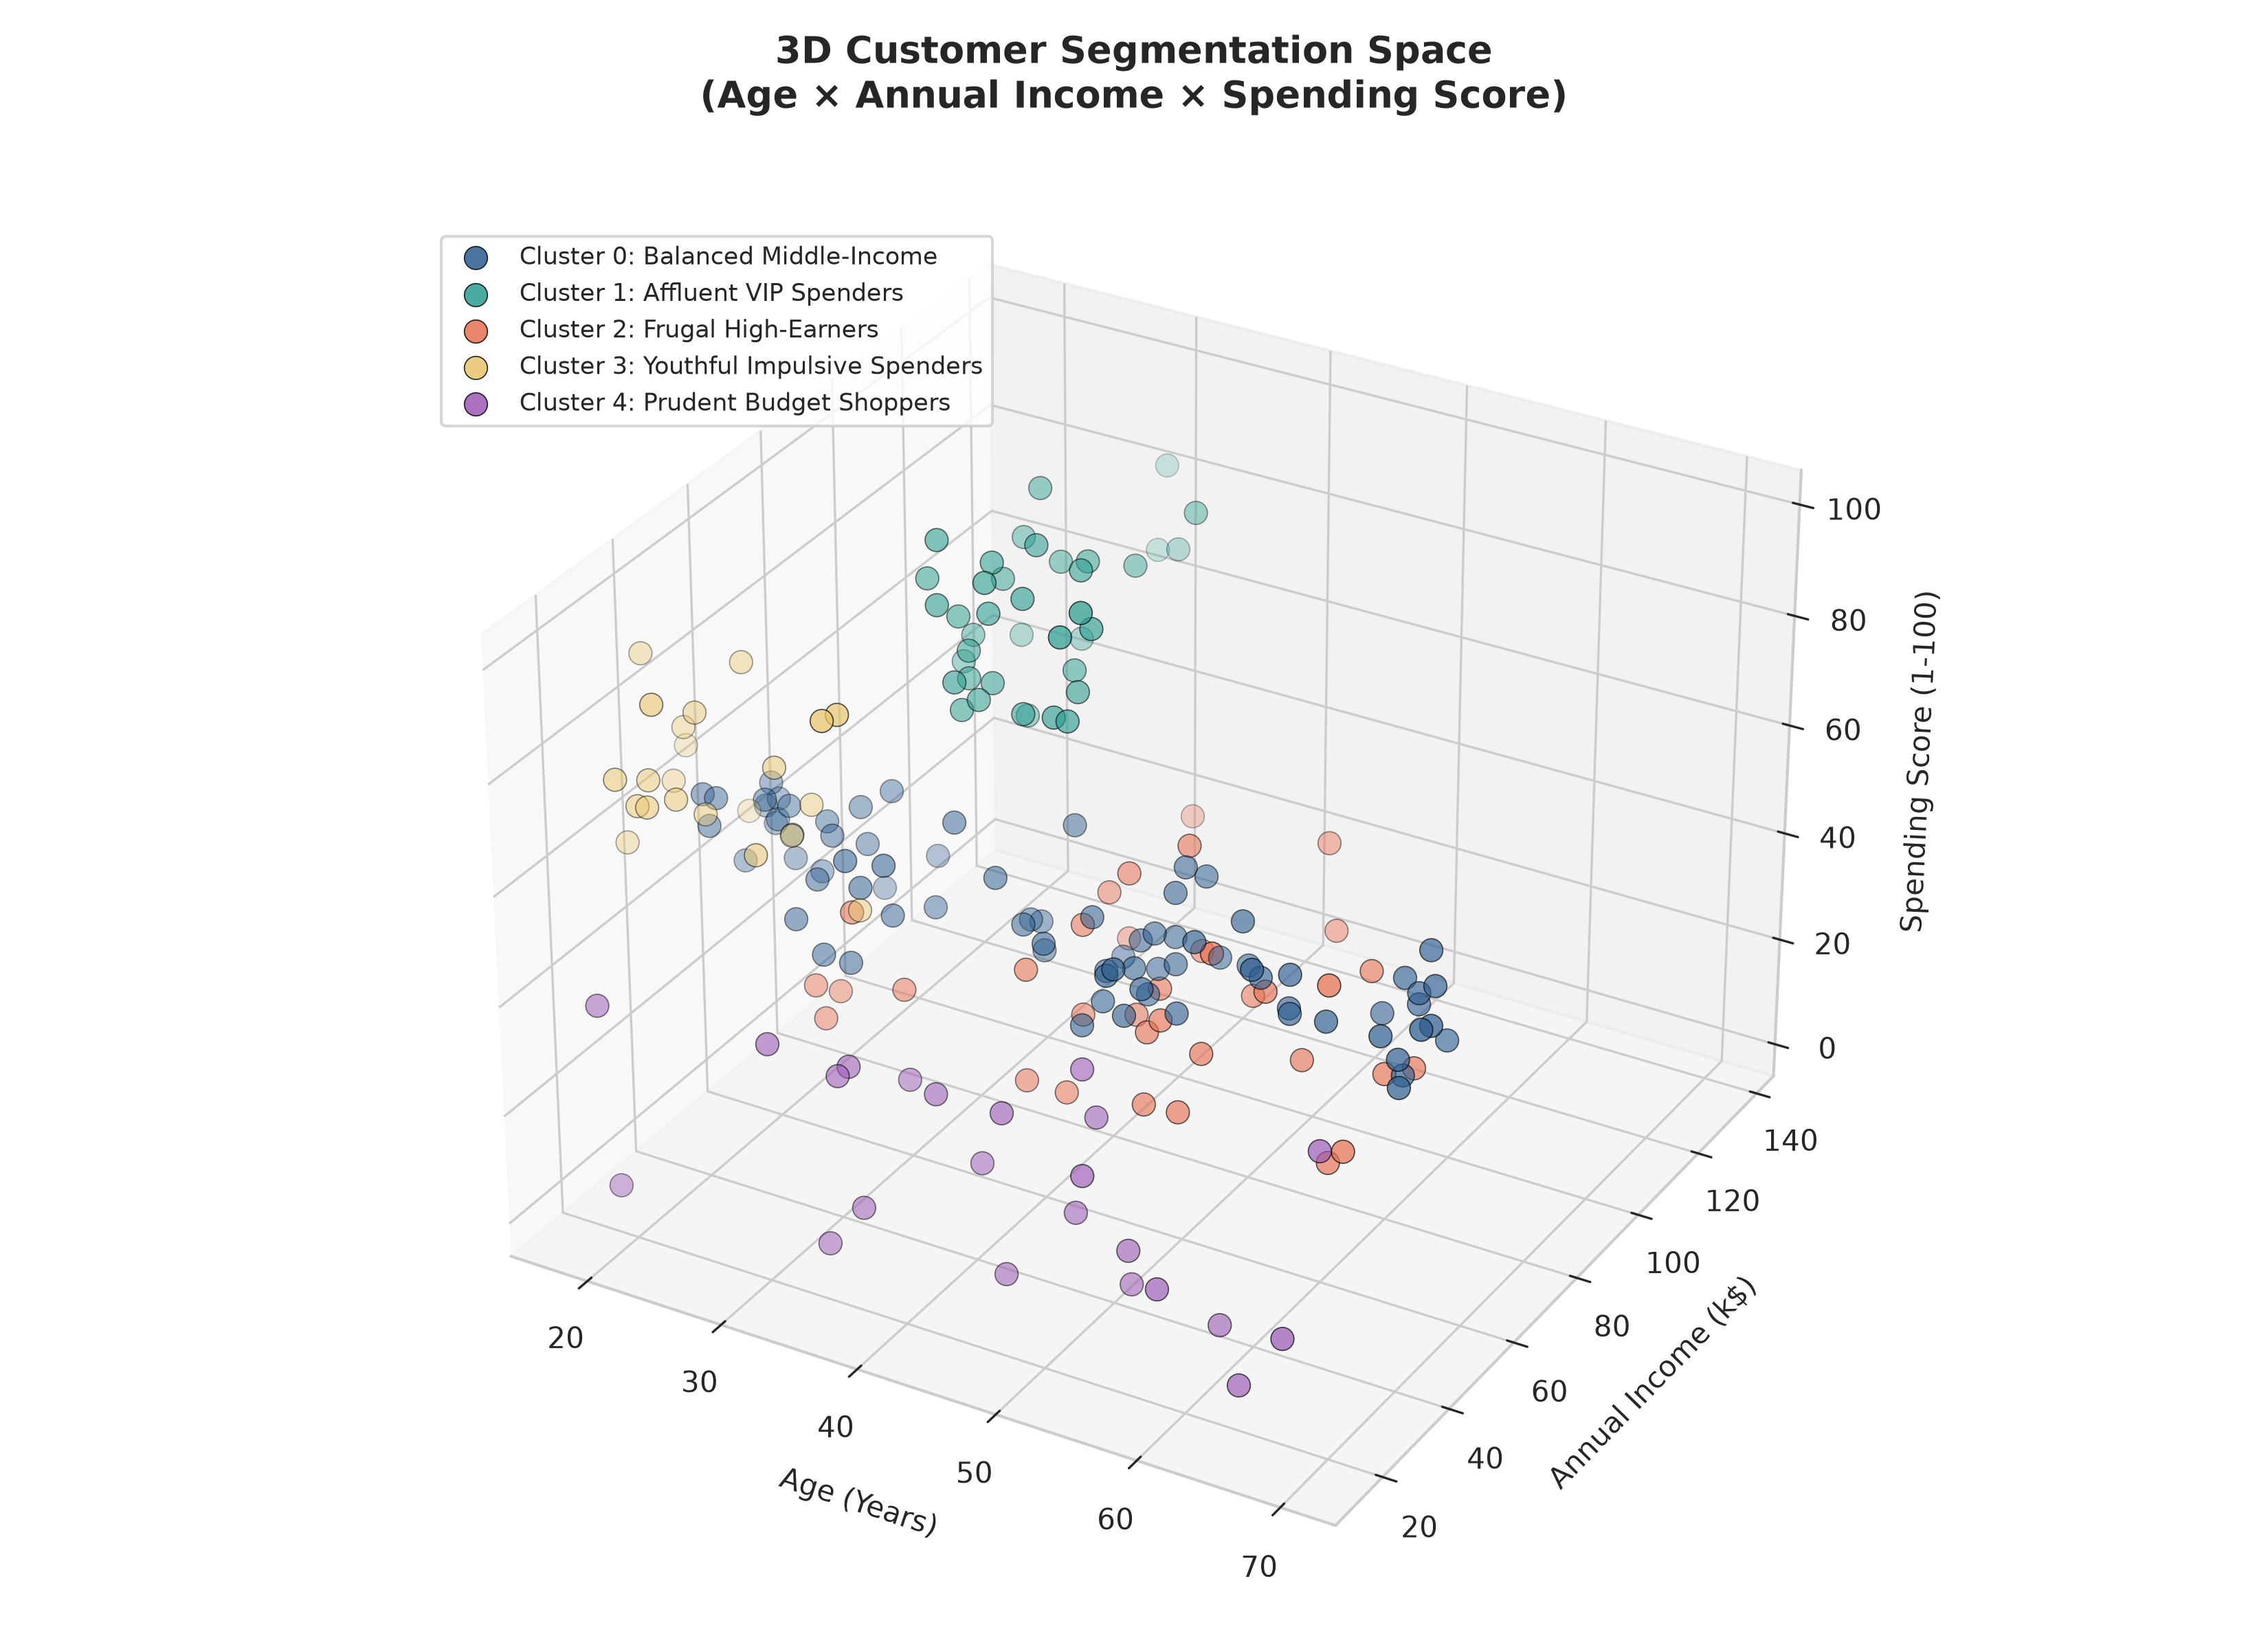 3D Customer Segmentation Space
(Age × Annual Income × Spending Score)
Cluster 0: Balanced Middle-Income
Cluster 1: Affluent VIP Spenders
Cluster 2: Frugal High-Earners
Cluster 3: Youthful Impulsive Spenders
Cluster 4: Prudent Budget Shoppers
100
80
60
40
20
0
Spending Score (1-100)
140
120
100
80
60
40
20
Annual Income (k$)
20
30
40
50
60
70
Age (Years)